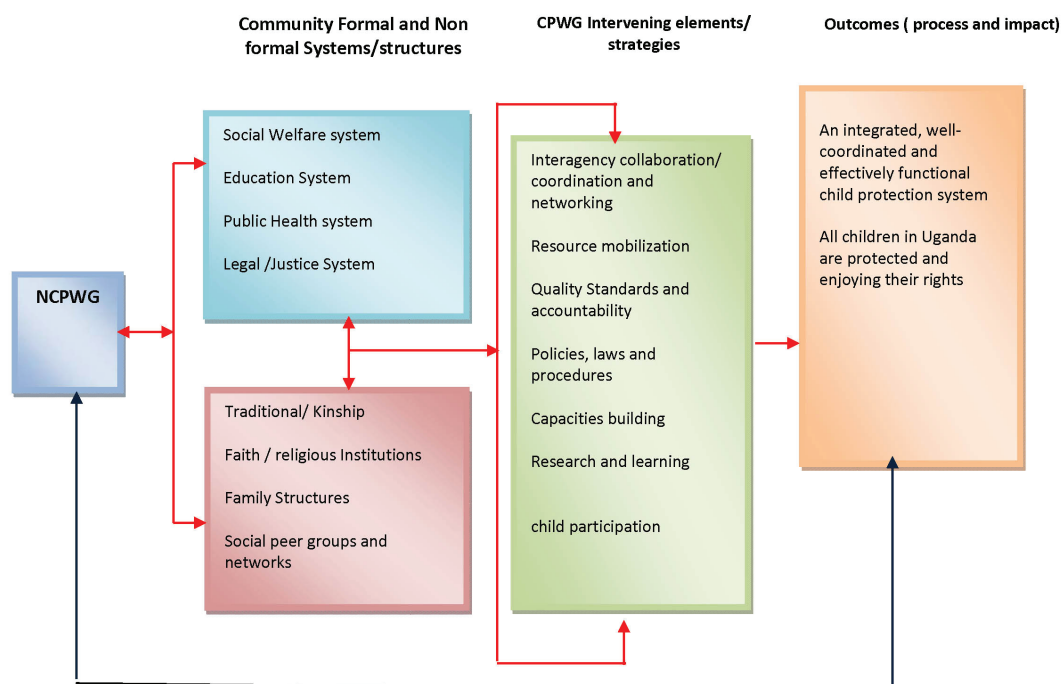 Community Formal and Non
formal Systems/structures
CPWG Intervening elements/
strategies
Outcomes ( process and impact)
NCPWG
Social Welfare system
Education System
Public Health system
Legal /Justice System
Traditional/ Kinship
Faith / religious Institutions
Family Structures
Social peer groups and
networks
Interagency collaboration/
coordination and
networking
Resource mobilization
Quality Standards and
accountability
Policies, laws and
procedures
Capacities building
Research and learning
child participation
An integrated, well-
coordinated and
effectively functional
child protection system
All children in Uganda
are protected and
enjoying their rights